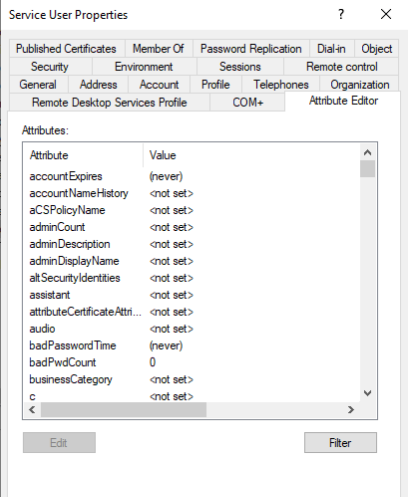 Service User Properties ? ×
Published Certificates Member Of Password Replication Dial-in Object
Security Environment Sessions Remote control
General Address Account Profile Telephones Organization
Remote Desktop Services Profile COM+ Attribute Editor
Attributes:
Attribute Value
accountExpires (never)
accountNameHistory <not set>
aCSPolicyName <not set>
adminCount <not set>
adminDescription <not set>
adminDisplayName <not set>
altSecurityIdentities <not set>
assistant <not set>
attributeCertificateAttri... <not set>
audio <not set>
badPasswordTime (never)
badPwdCount 0
businessCategory <not set>
c <not set>
Edit Filter